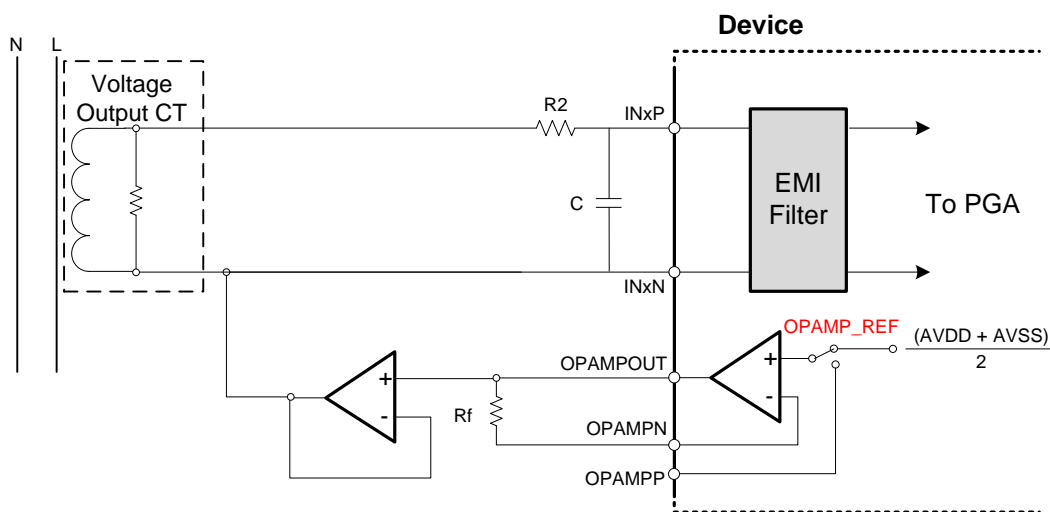 Device
N L
Voltage
Output CT
R2
INxP
C
EMI
Filter
To PGA
INxN
OPAMP_REF
(AVDD + AVSS)
2
OPAMPOUT
+
-
+
-
Rf
OPAMPN
OPAMPP